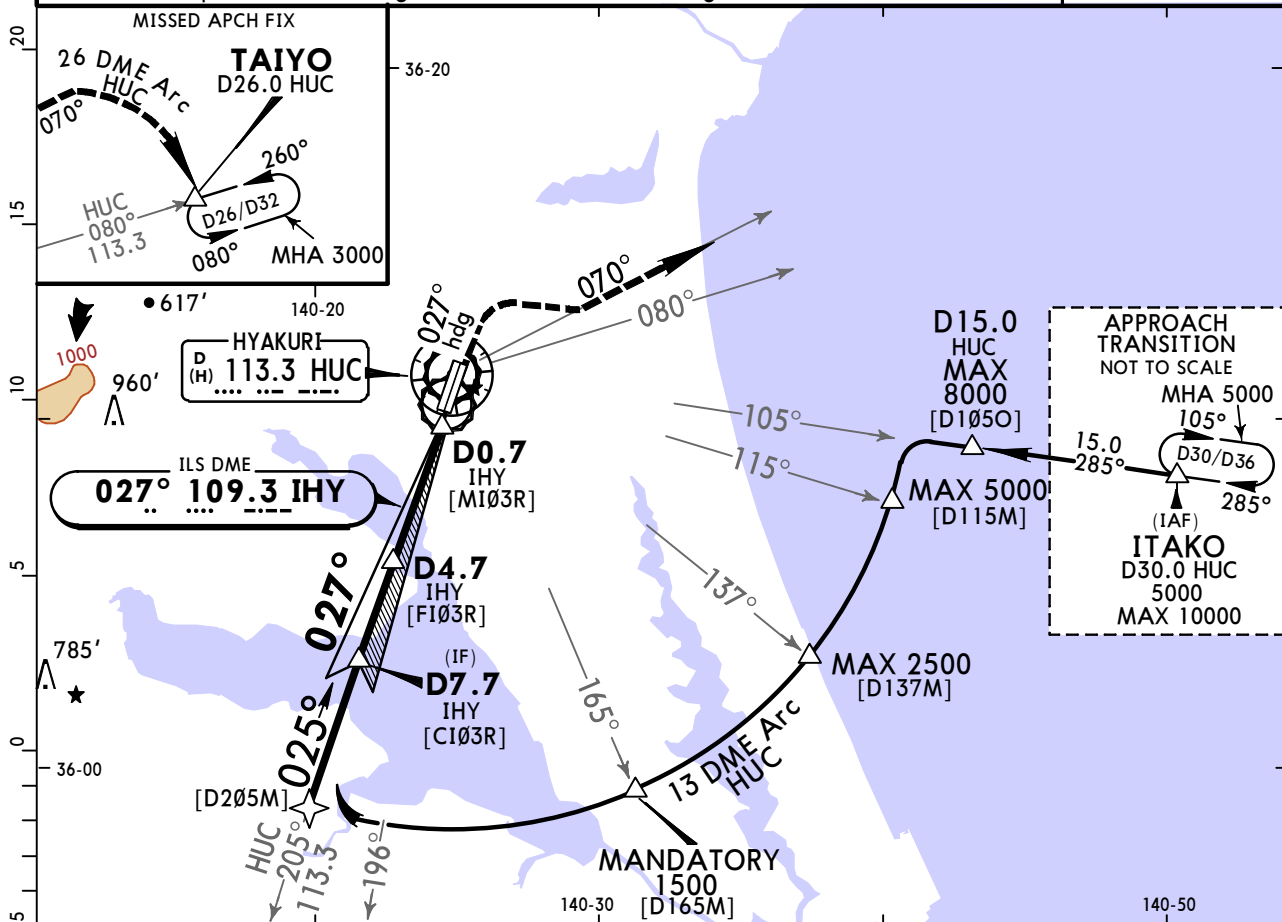 MISSED APCH FIX
TAIYO
D26.0 HUC
26 DME Arc
HUC
070°
260°
D26/D32
080°
HUC
080°
113.3
MHA 3000
20
15
10
5
0
5
36-20
140-20
617'
1000
960'
HYAKURI
D
(H)
113.3 HUC
027°
hdg
070°
080°
ILS DME
027° 109.3 IHY
D0.7
IHY
[MIØ3R]
D4.7
IHY
[FIØ3R]
(IF)
D7.7
IHY
[CIØ3R]
027°
025°
785'
36-00
[D2Ø5M]
HUC
205°
113.3
196°
165°
137°
115°
105°
13 DME Arc
HUC
MANDATORY
1500
[D165M]
MAX 2500
[D137M]
MAX 5000
[D115M]
D15.0
HUC
MAX
8000
[D1Ø5O]
APPROACH
TRANSITION
NOT TO SCALE
MHA 5000
105°
D30/D36
285°
15.0
285°
(IAF)
ITAKO
D30.0 HUC
5000
MAX 10000
140-30
140-50